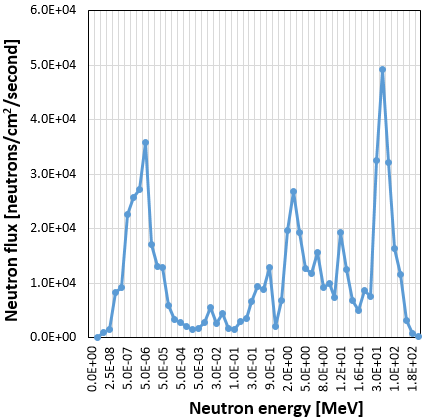 6.0E+04
5.0E+04
4.0E+04
3.0E+04
2.0E+04
1.0E+04
0.0E+00
Neutron flux [neutrons/cm²/second]
0.0E+00
2.5E-08
5.0E-07
5.0E-06
5.0E-05
5.0E-04
5.0E-03
3.0E-02
1.0E-01
3.0E-01
9.0E-01
2.0E+00
5.0E+00
8.0E+00
1.2E+01
1.6E+01
3.0E+01
1.0E+02
1.8E+02
Neutron energy [MeV]